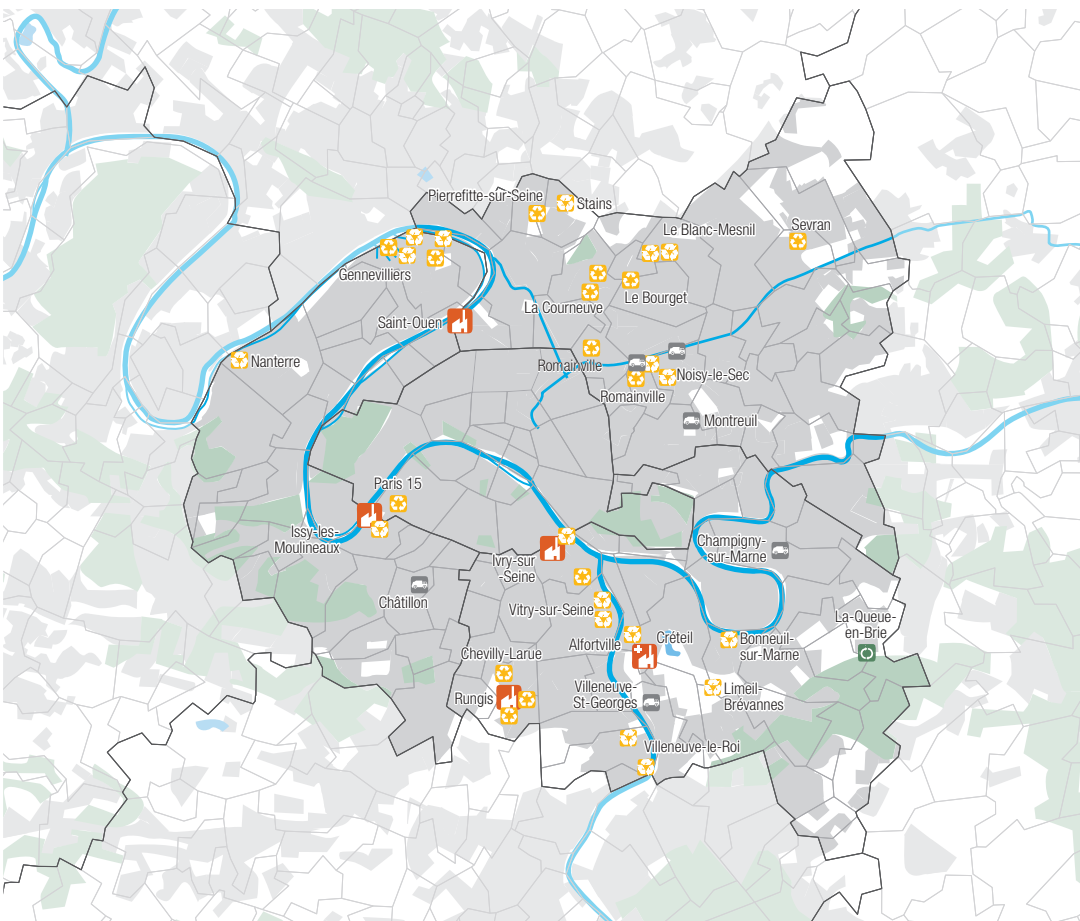 Pierrefitte-sur-Seine
Stains
Le Blanc-Mesnil
Sevran
Gennevilliers
Le Bourget
La Courneuve
Saint-Ouen
Nanterre
Romainville
Noisy-le-Sec
Romainville
Montreuil
Paris 15
Issy-les-
Moulineaux
Ivry-sur
-Seine
Champigny-
sur-Marne
Châtillon
Vitry-sur-Seine
La-Queue-
en-Brie
Alfortville
Créteil
Bonneuil-
sur-Marne
Chevilly-Larue
Rungis
Villeneuve-
St-Georges
Limeil-
Brévannes
Villeneuve-le-Roi